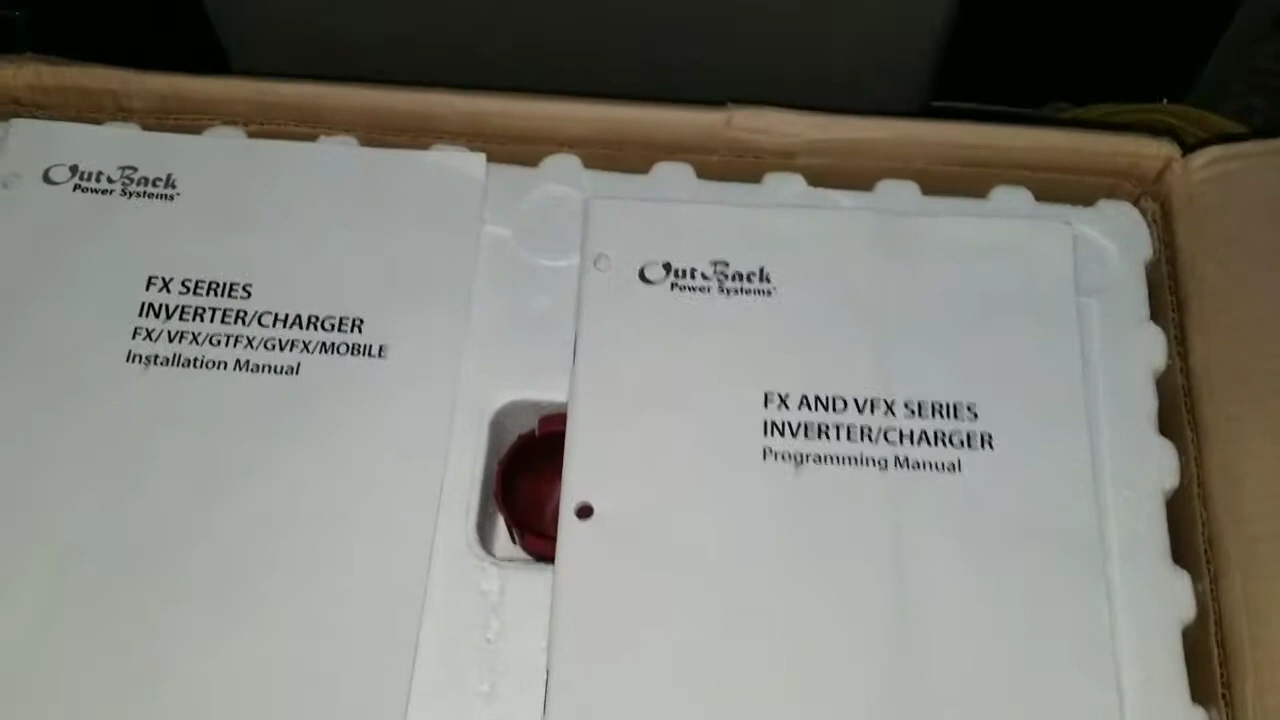 OutBack
Power Systems
FX SERIES
INVERTER/CHARGER
FX/VFX/GTFX/GVFX/MOBILE
Installation Manual
OutBack
Power Systems
FX AND VFX SERIES
INVERTER/CHARGER
Programming Manual